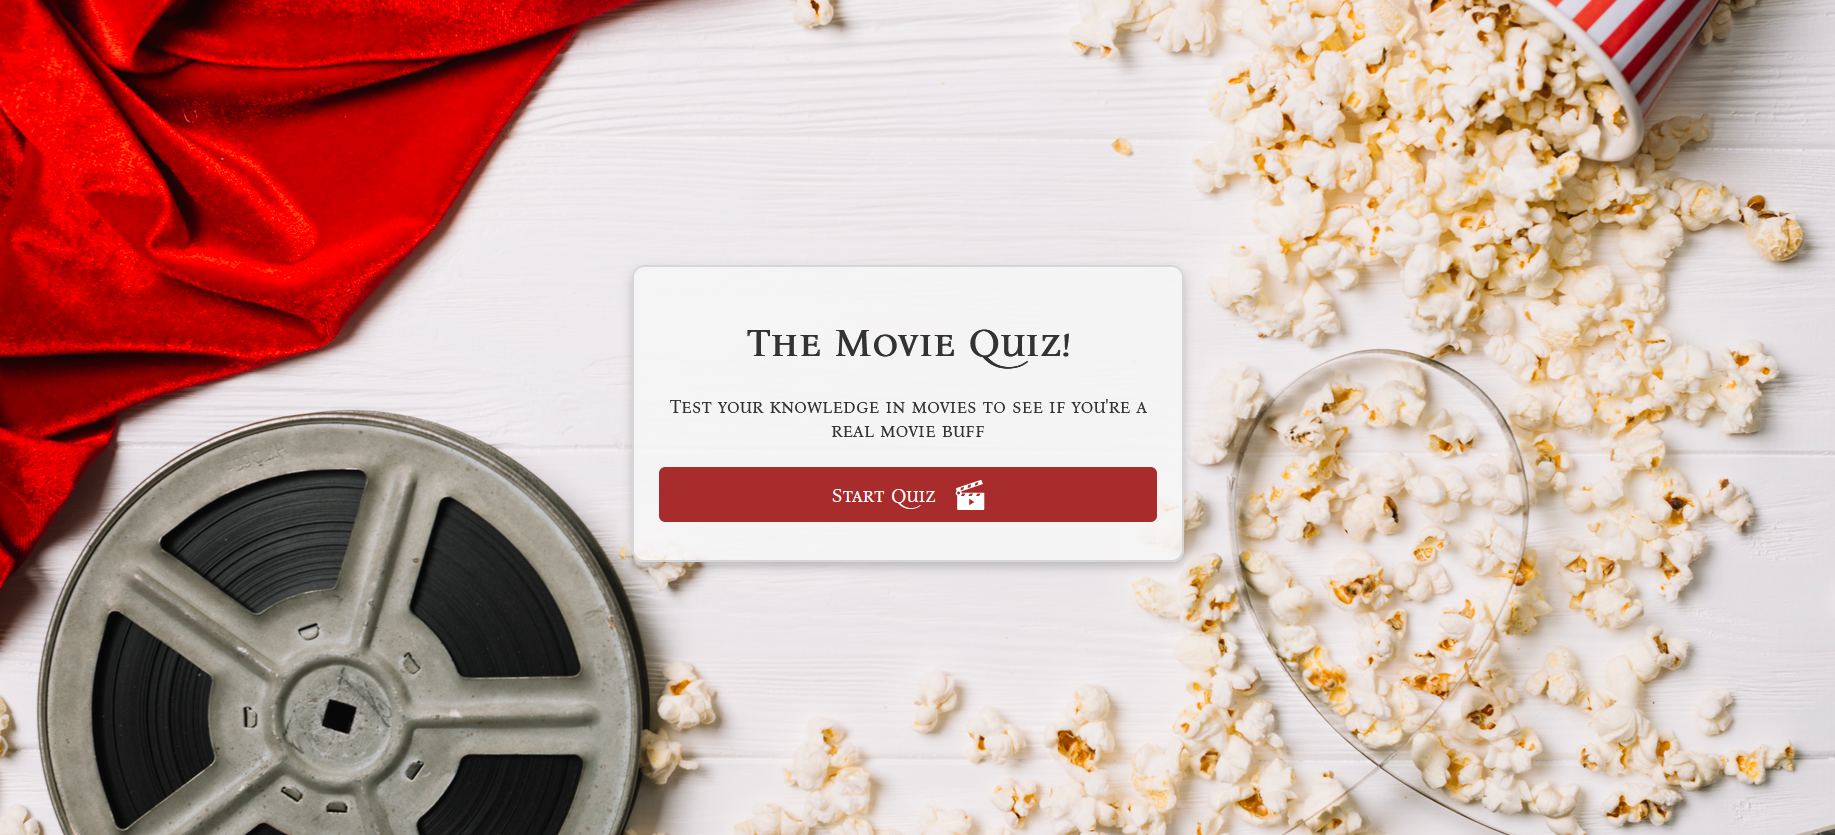 The Movie Quiz!
Test your knowledge in movies to see if you're a
real movie buff
Start Quiz